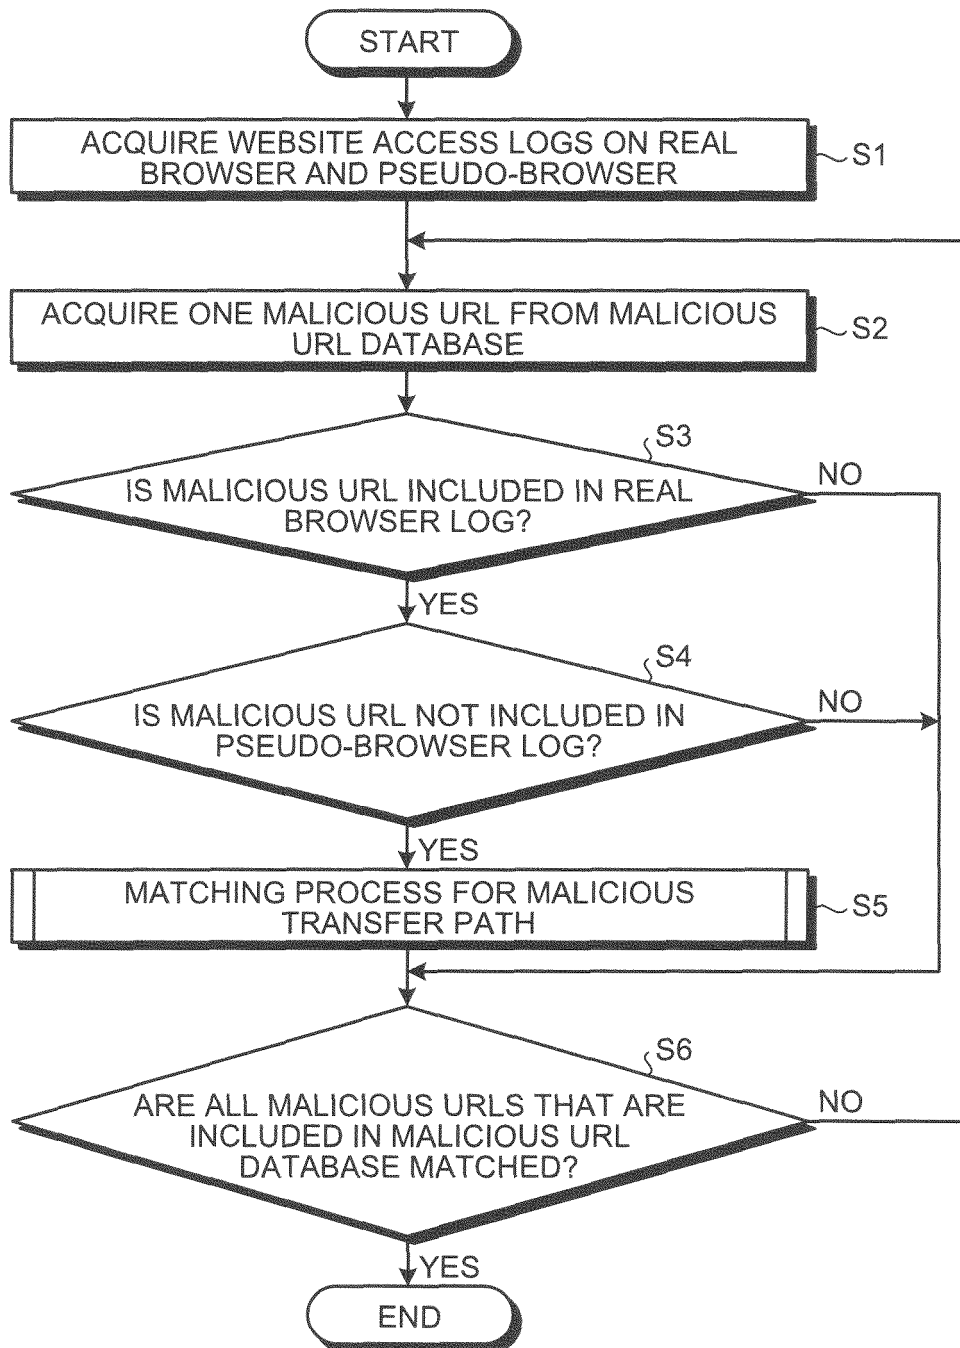 START
ACQUIRE WEBSITE ACCESS LOGS ON REAL
BROWSER AND PSEUDO-BROWSER
S1
ACQUIRE ONE MALICIOUS URL FROM MALICIOUS
URL DATABASE
S2
S3
NO
IS MALICIOUS URL INCLUDED IN REAL
BROWSER LOG?
YES
S4
NO
IS MALICIOUS URL NOT INCLUDED IN
PSEUDO-BROWSER LOG?
YES
MATCHING PROCESS FOR MALICIOUS
TRANSFER PATH
S5
S6
NO
ARE ALL MALICIOUS URLS THAT ARE
INCLUDED IN MALICIOUS URL
DATABASE MATCHED?
YES
END